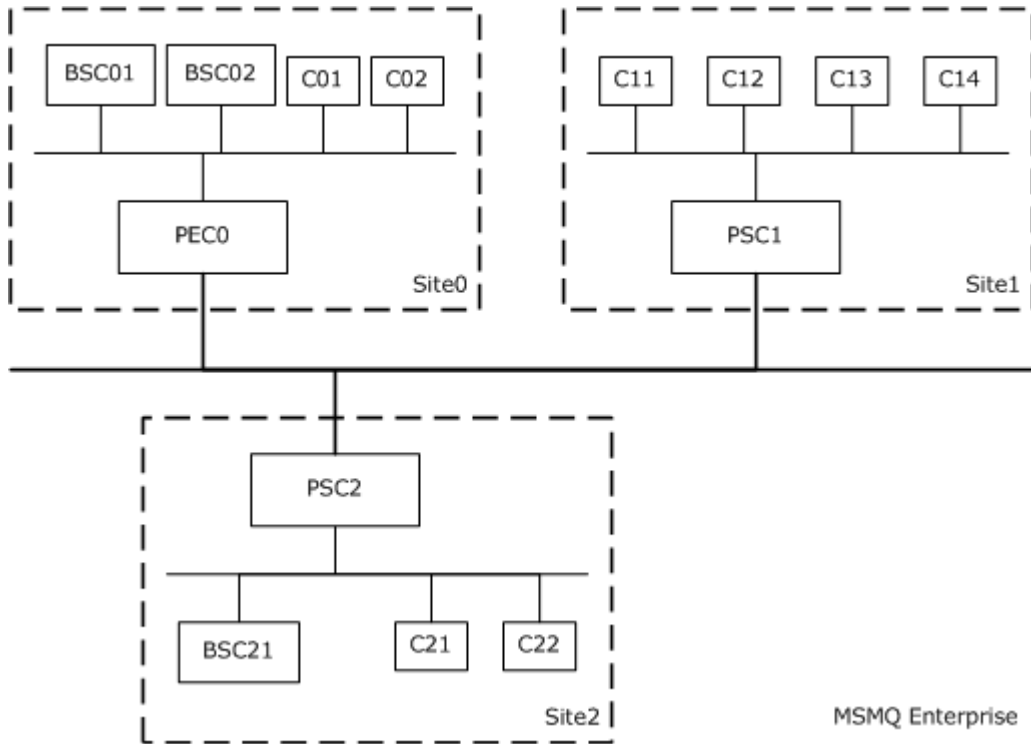 BSC01
BSC02
C01
C02
C11
C12
C13
C14
PEC0
PSC1
Site0
Site1
PSC2
BSC21
C21
C22
Site2
MSMQ Enterprise